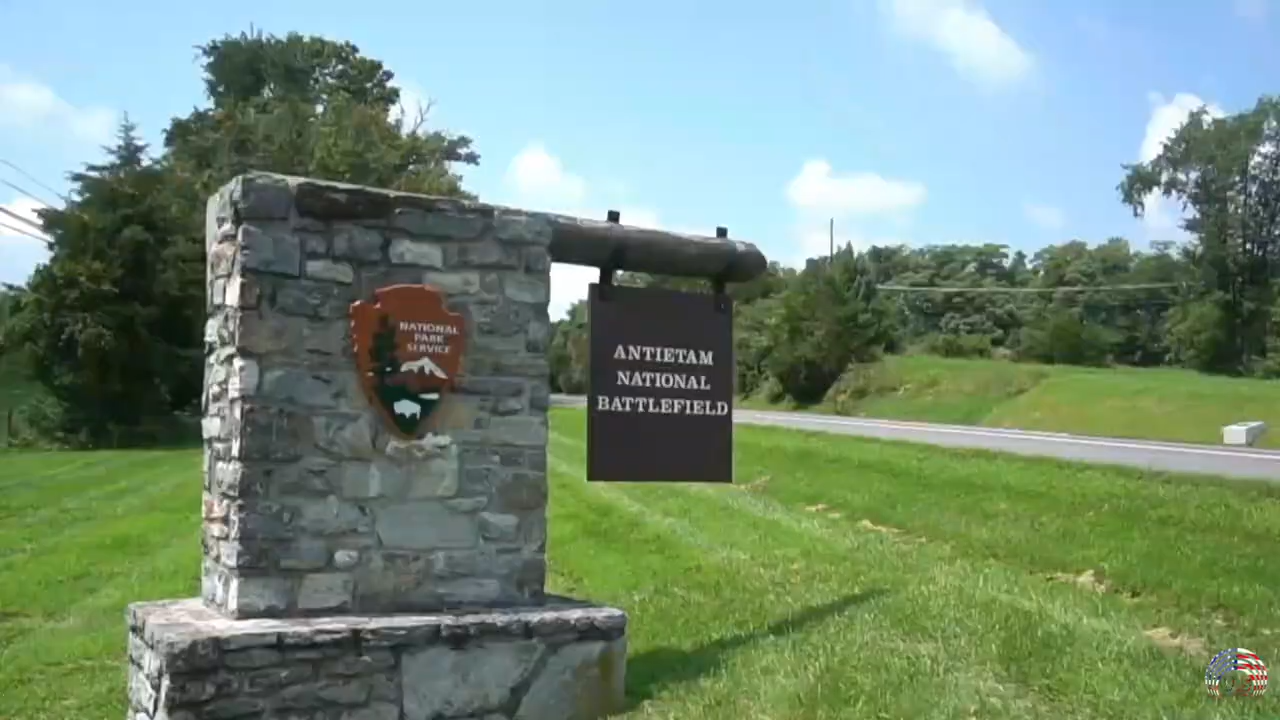 NATIONAL
PARK
SERVICE
ANTIETAM
NATIONAL
BATTLEFIELD